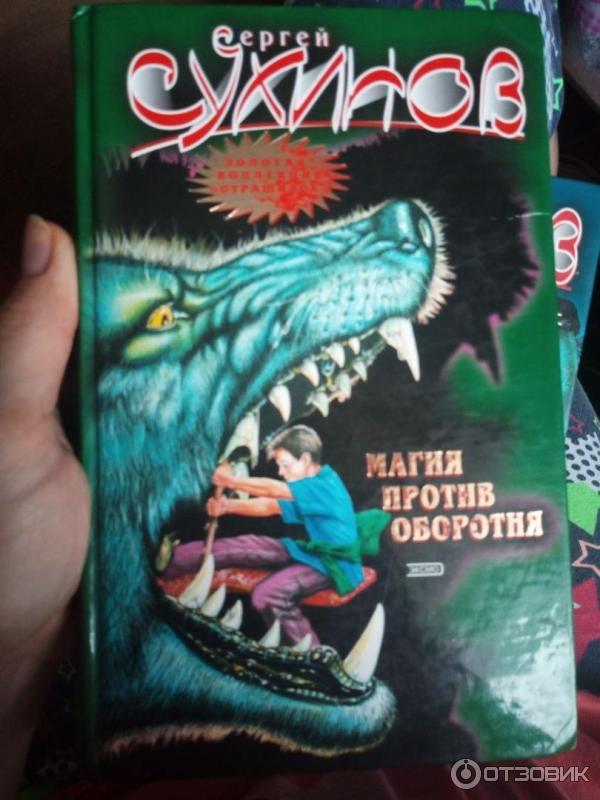 Сергей
СУХИНОВ
ЗОЛОТАЯ
КОЛЛЕКЦИЯ
СТРАШИЛОК
МАГИЯ
ПРОТИВ
ОБОРОТНЯ
ЭКСМО
В
ОТЗОВИК